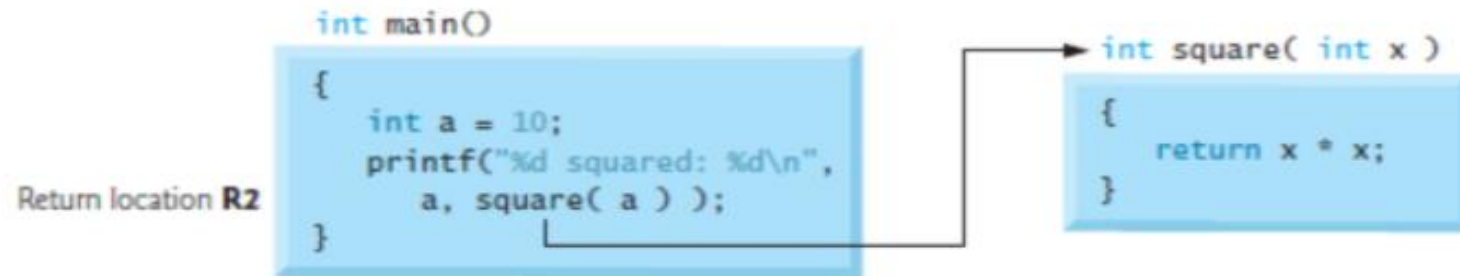 int main()
{
int a = 10;
printf("%d squared: %d\n",
a, square( a ) );
}
Return location R2
int square( int x )
{
return x * x;
}